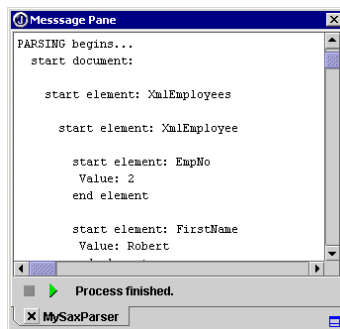 Messsage Pane
PARSING begins...
start document:
start element: XmlEmployees
start element: XmlEmployee
start element: EmpNo
Value: 2
end element
start element: FirstName
Value: Robert
Process finished.
MySaxParser